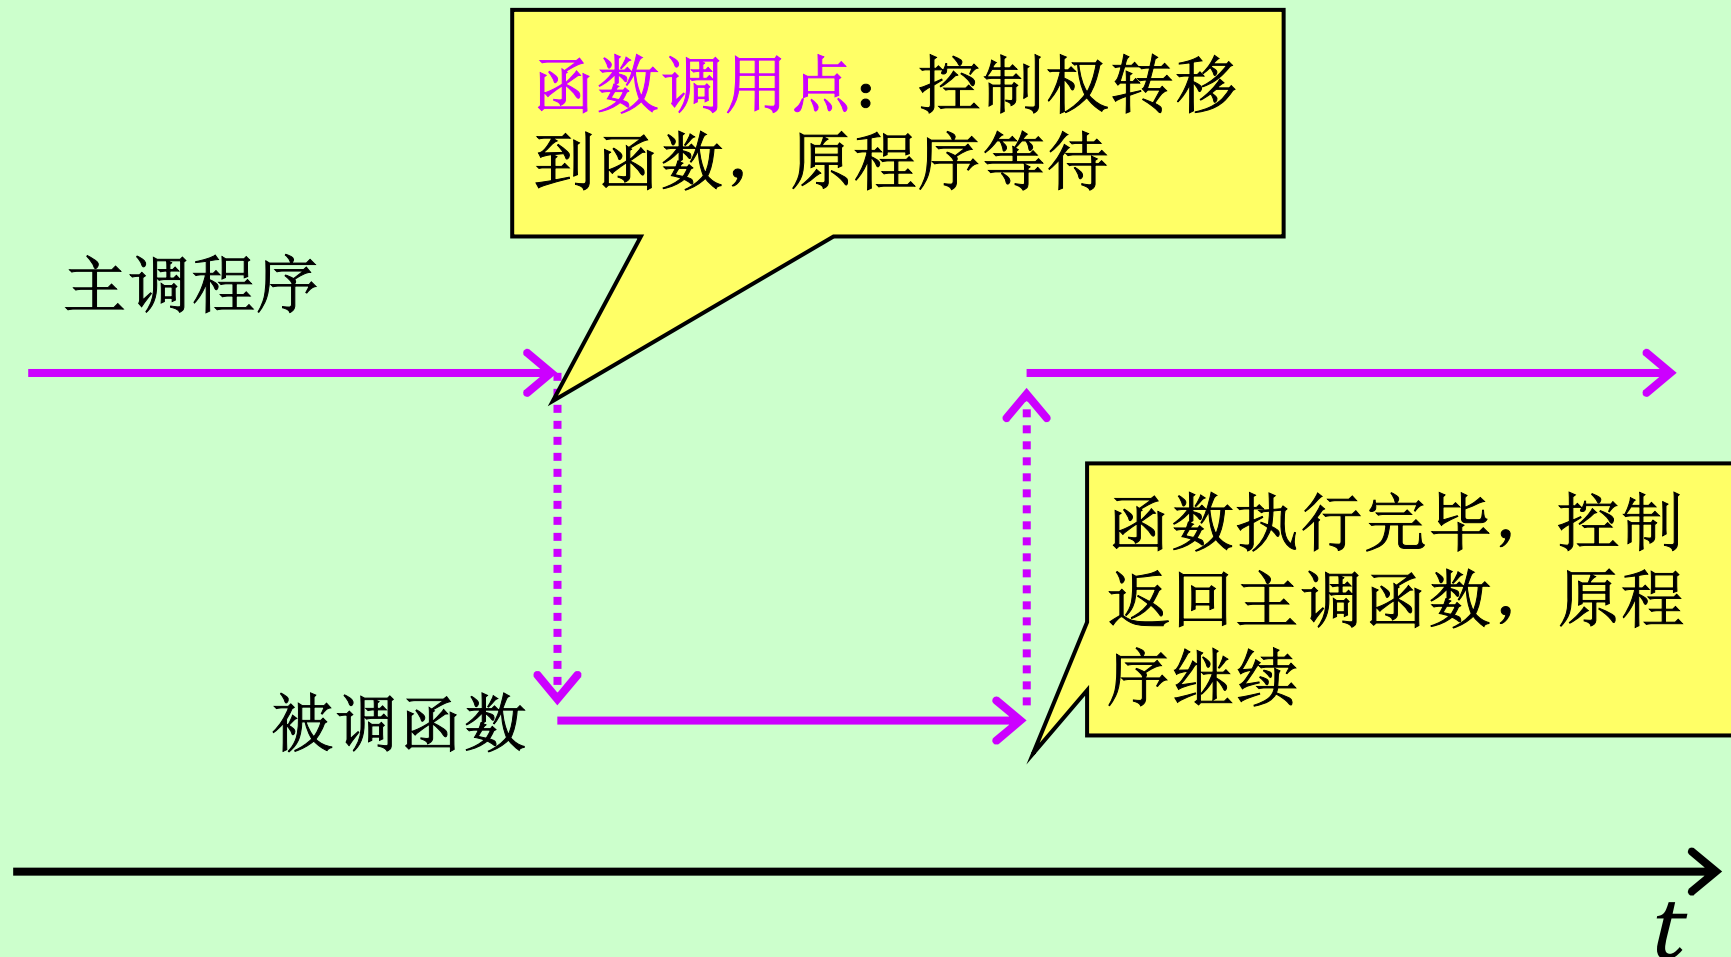 函数调用点：控制权转移
到函数，原程序等待
主调程序
函数执行完毕，控制
返回主调函数，原程
序继续
被调函数
t